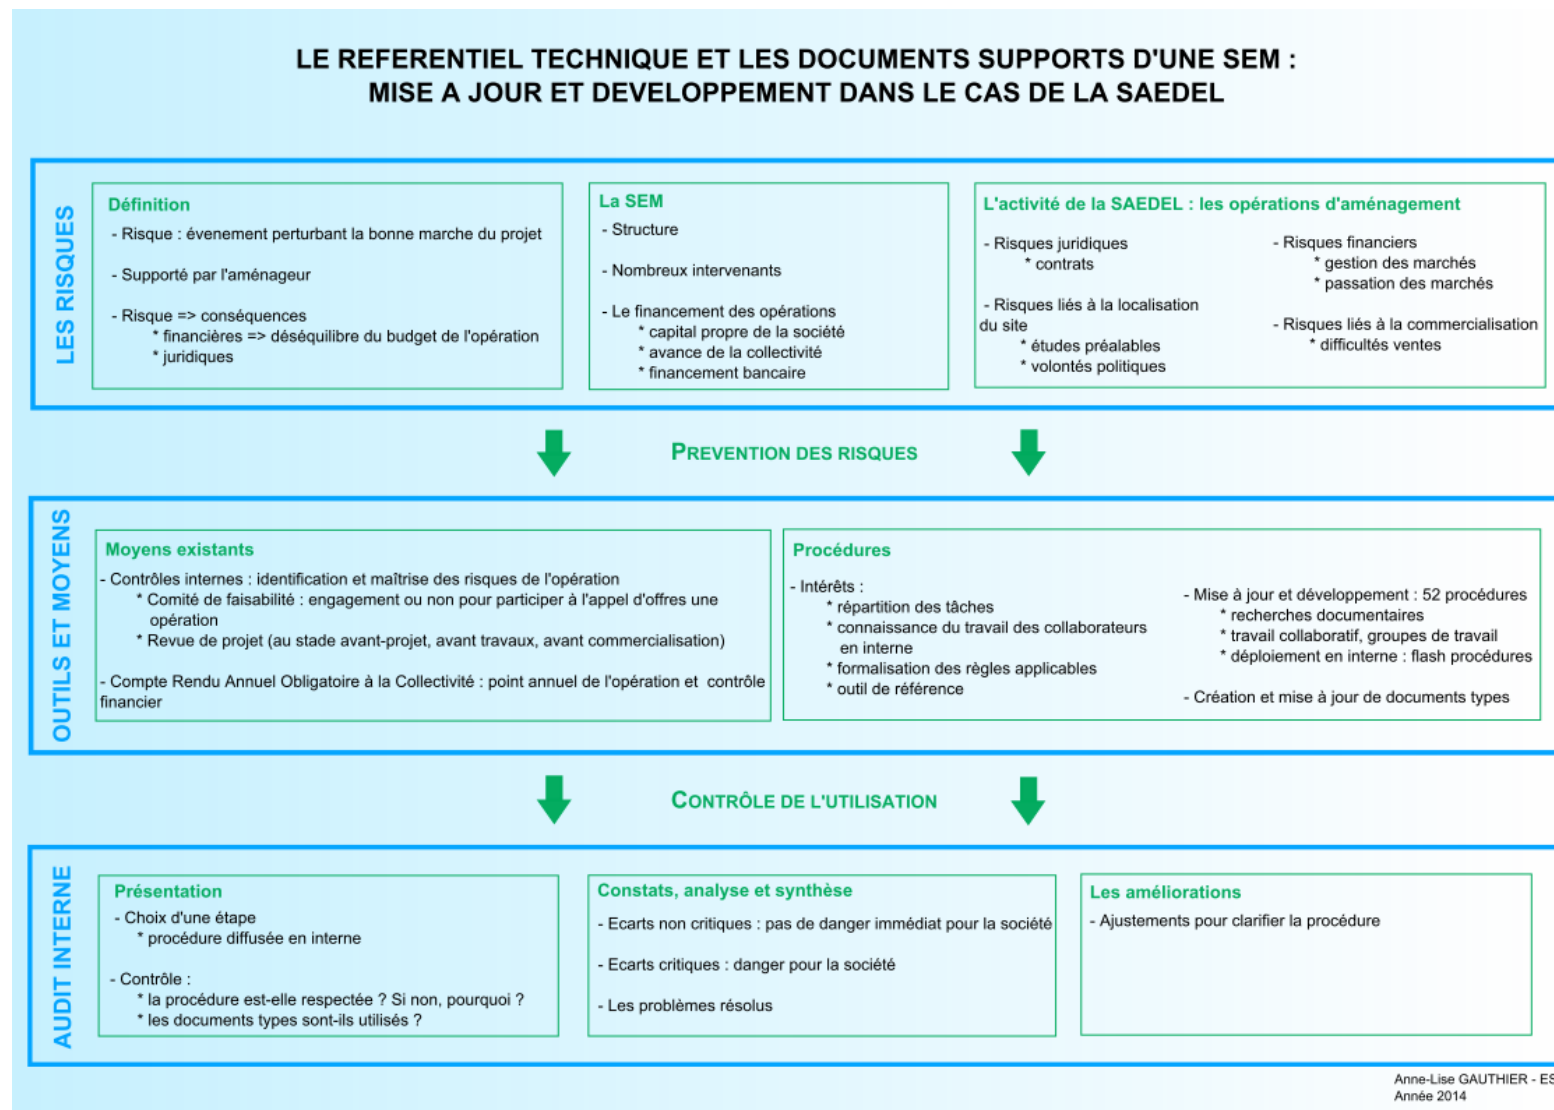 LE REFERENTIEL TECHNIQUE ET LES DOCUMENTS SUPPORTS D'UNE SEM :
MISE A JOUR ET DEVELOPPEMENT DANS LE CAS DE LA SAEDEL
LES RISQUES
Définition
- Risque : évenement perturbant la bonne marche du projet
- Supporté par l'aménageur
- Risque => conséquences
* financières => déséquilibre du budget de l'opération
* juridiques
La SEM
- Structure
- Nombreux intervenants
- Le financement des opérations
* capital propre de la société
* avance de la collectivité
* financement bancaire
L'activité de la SAEDEL : les opérations d'aménagement
- Risques juridiques
* contrats
- Risques liés à la localisation
du site
* études préalables
* volontés politiques
- Risques financiers
* gestion des marchés
* passation des marchés
- Risques liés à la commercialisation
* difficultés ventes
PREVENTION DES RISQUES
OUTILS ET MOYENS
Moyens existants
- Contrôles internes : identification et maîtrise des risques de l'opération
* Comité de faisabilité : engagement ou non pour participer à l'appel d'offres une
opération
* Revue de projet (au stade avant-projet, avant travaux, avant commercialisation)
- Compte Rendu Annuel Obligatoire à la Collectivité : point annuel de l'opération et contrôle
financier
Procédures
- Intérêts :
* répartition des tâches
* connaissance du travail des collaborateurs
en interne
* formalisation des règles applicables
* outil de référence
- Mise à jour et développement : 52 procédures
* recherches documentaires
* travail collaboratif, groupes de travail
* déploiement en interne : flash procédures
- Création et mise à jour de documents types
CONTRÔLE DE L'UTILISATION
AUDIT INTERNE
Présentation
- Choix d'une étape
* procédure diffusée en interne
- Contrôle :
* la procédure est-elle respectée ? Si non, pourquoi ?
* les documents types sont-ils utilisés ?
Constats, analyse et synthèse
- Ecarts non critiques : pas de danger immédiat pour la société
- Ecarts critiques : danger pour la société
- Les problèmes résolus
Les améliorations
- Ajustements pour clarifier la procédure
Anne-Lise GAUTHIER - ES
Année 2014